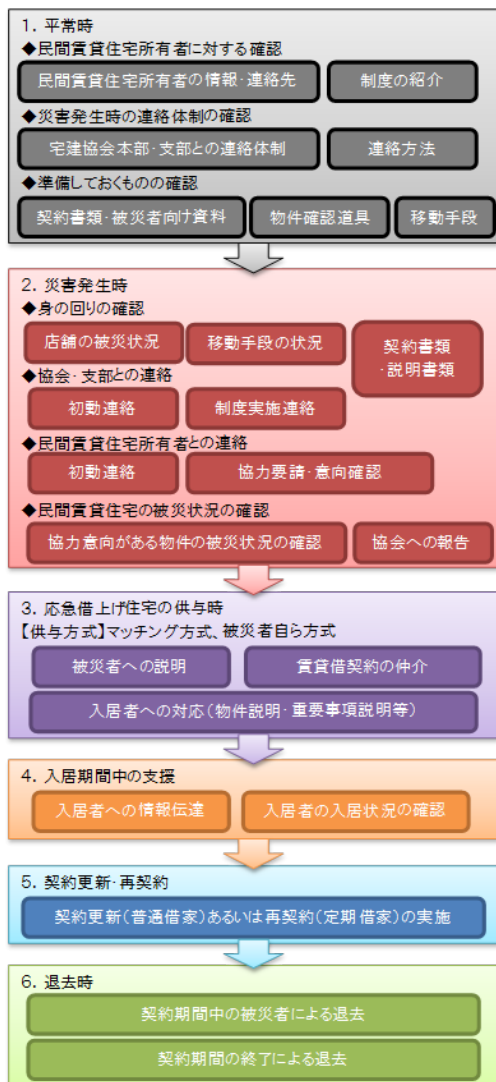 1. 平常時
◆民間賃貸住宅所有者に対する確認
民間賃貸住宅所有者の情報・連絡先
制度の紹介
◆災害発生時の連絡体制の確認
宅建協会本部・支部との連絡体制
連絡方法
◆準備しておくものの確認
契約書類・被災者向け資料
物件確認道具
移動手段
2. 災害発生時
◆身の回りの確認
店舗の被災状況
移動手段の状況
契約書類
・説明書類
◆協会・支部との連絡
初動連絡
制度実施連絡
◆民間賃貸住宅所有者との連絡
初動連絡
協力要請・意向確認
◆民間賃貸住宅の被災状況の確認
協力意向がある物件の被災状況の確認
協会への報告
3. 応急借上げ住宅の供与時
【供与方式】マッチング方式、被災者自ら方式
被災者への説明
賃貸借契約の仲介
入居者への対応(物件説明・重要事項説明等)
4. 入居期間中の支援
入居者への情報伝達
入居者の入居状況の確認
5. 契約更新・再契約
契約更新(普通借家)あるいは再契約(定期借家)の実施
6. 退去時
契約期間中の被災者による退去
契約期間の終了による退去